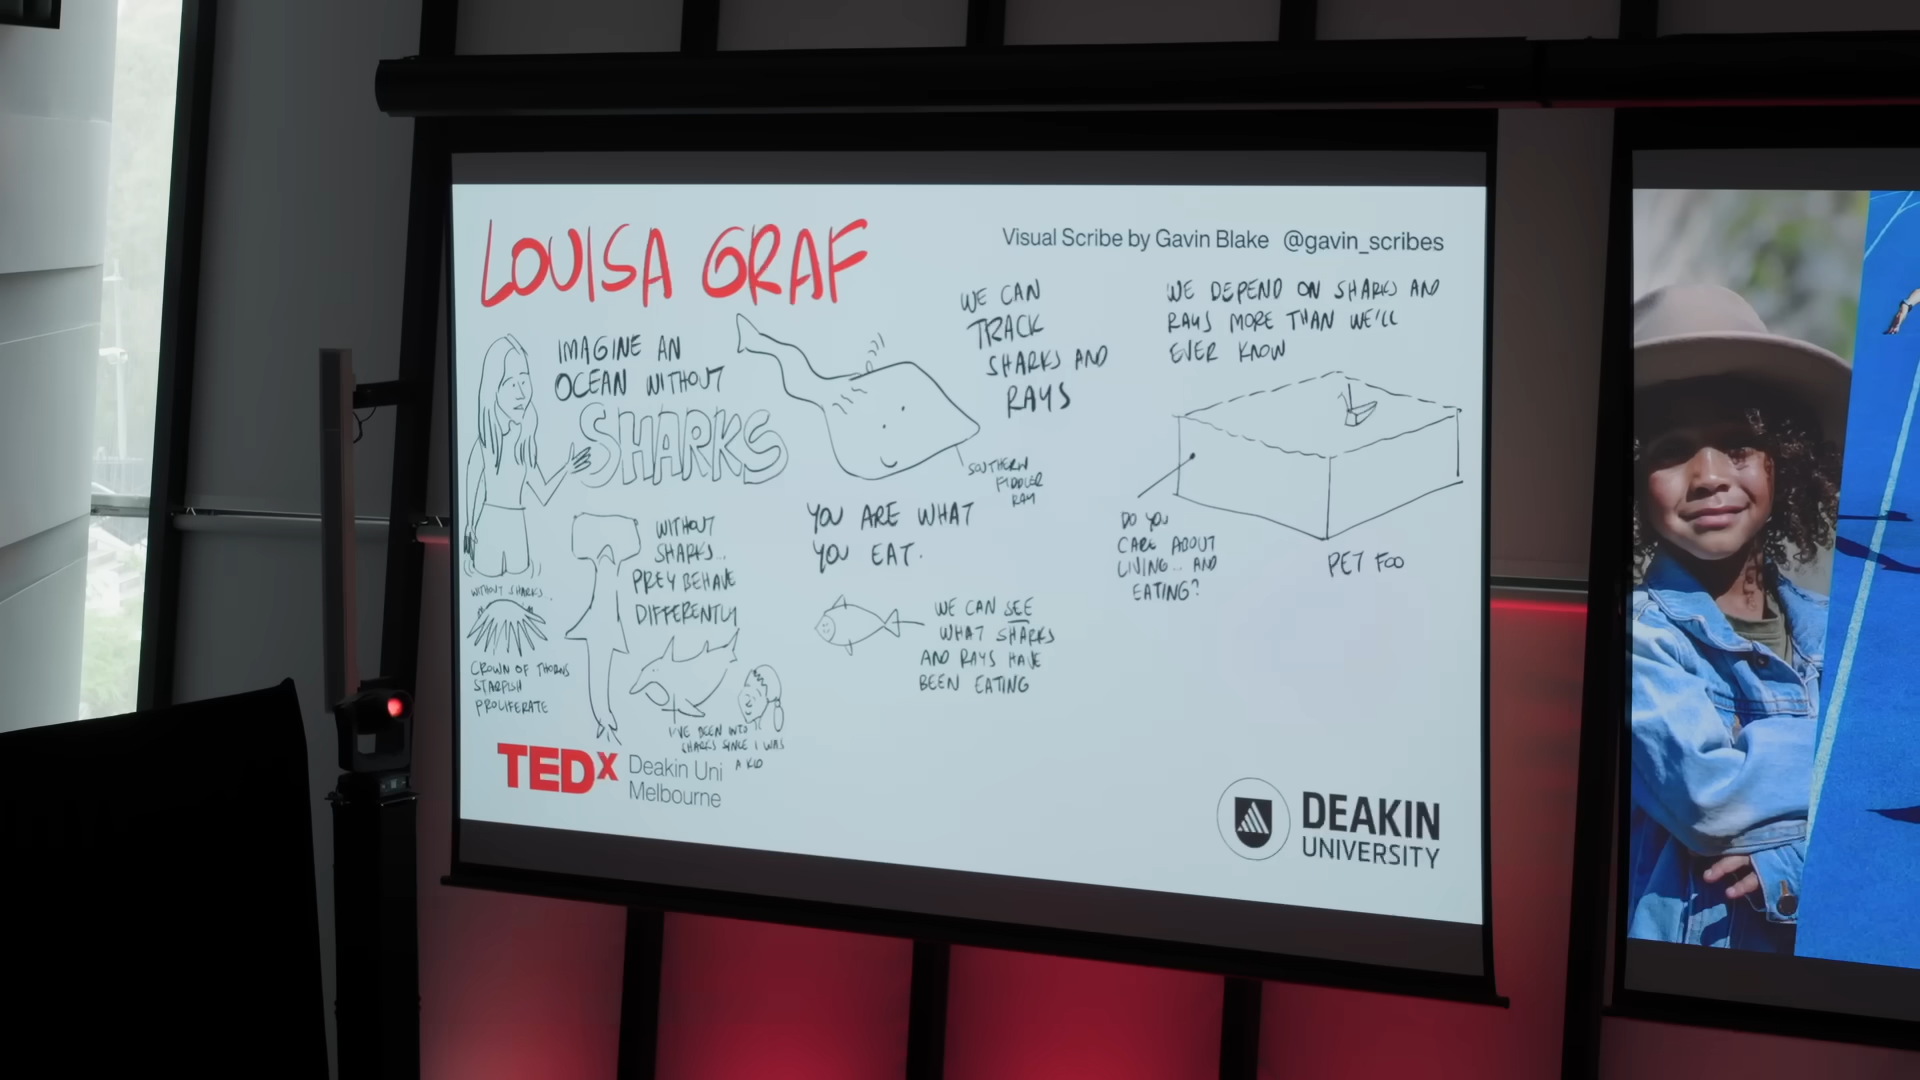 LOUISA GRAF
Visual Scribe by Gavin Blake @gavin_scribes
IMAGINE AN
OCEAN WITHOUT
SHARKS
WITHOUT SHARKS..
CROWN OF THORNS
STARFISH
PROLIFERATE
WITHOUT
SHARKS..
PREY BEHAVE
DIFFERENTLY
I'VE BEEN INTO
SHARKS SINCE I WAS
A KID
WE CAN
TRACK
SHARKS AND
RAYS
SOUTHERN
FIDDLER
RAY
YOU ARE WHAT
YOU EAT.
WE CAN SEE
WHAT SHARKS
AND RAYS HAVE
BEEN EATING
WE DEPEND ON SHARKS AND
RAYS MORE THAN WE'LL
EVER KNOW
DO YOU
CARE ABOUT
LIVING... AND
EATING?
PET FOO
TEDx Deakin Uni
Melbourne
DEAKIN
UNIVERSITY